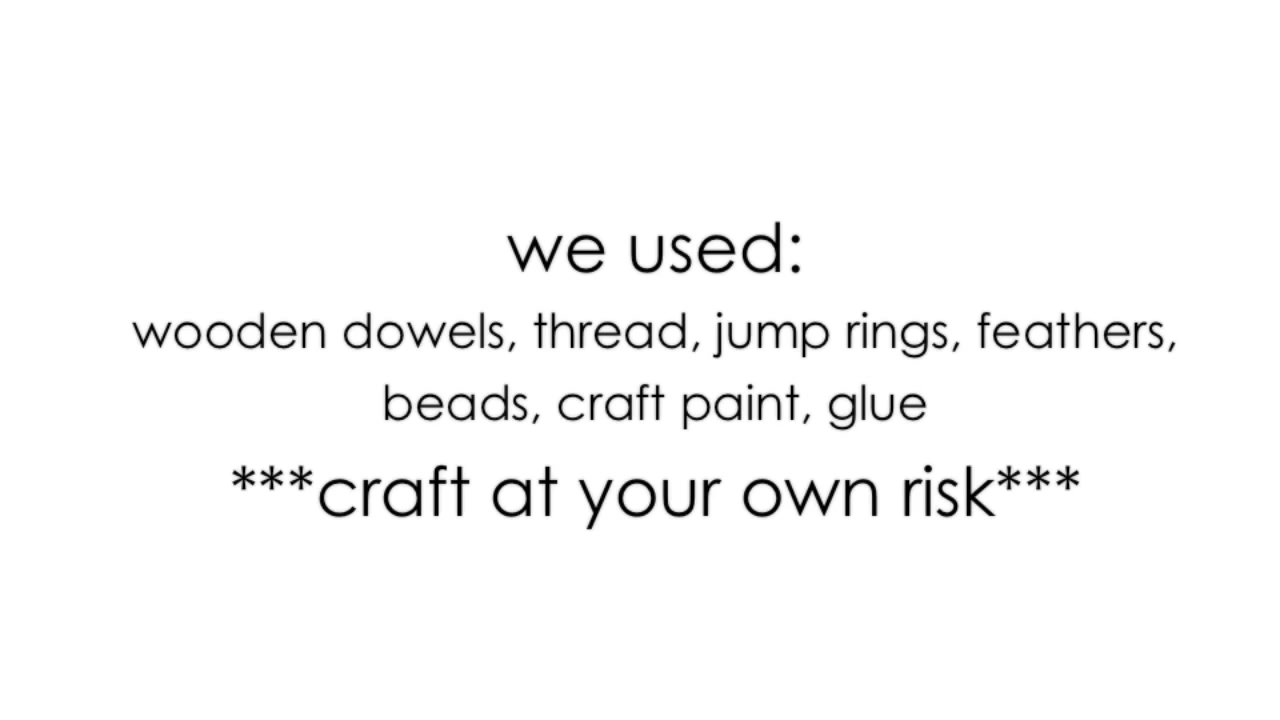 we used:
wooden dowels, thread, jump rings, feathers,
beads, craft paint, glue
***craft at your own risk***